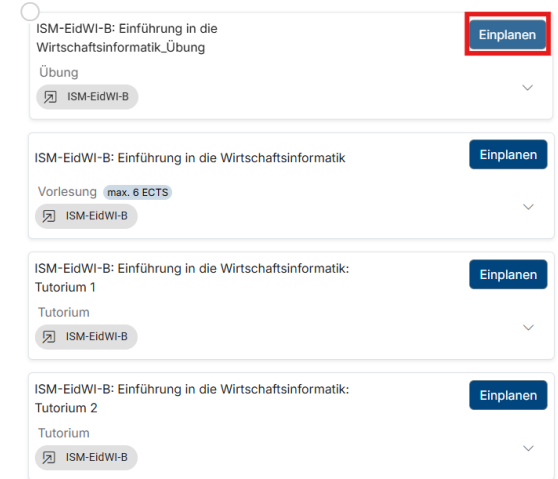 ISM-EidWI-B: Einführung in die
Wirtschaftsinformatik_Übung
Einplanen
Übung
ISM-EidWI-B
ISM-EidWI-B: Einführung in die Wirtschaftsinformatik
Einplanen
Vorlesung max. 6 ECTS
ISM-EidWI-B
ISM-EidWI-B: Einführung in die Wirtschaftsinformatik:
Tutorium 1
Einplanen
Tutorium
ISM-EidWI-B
ISM-EidWI-B: Einführung in die Wirtschaftsinformatik:
Tutorium 2
Einplanen
Tutorium
ISM-EidWI-B